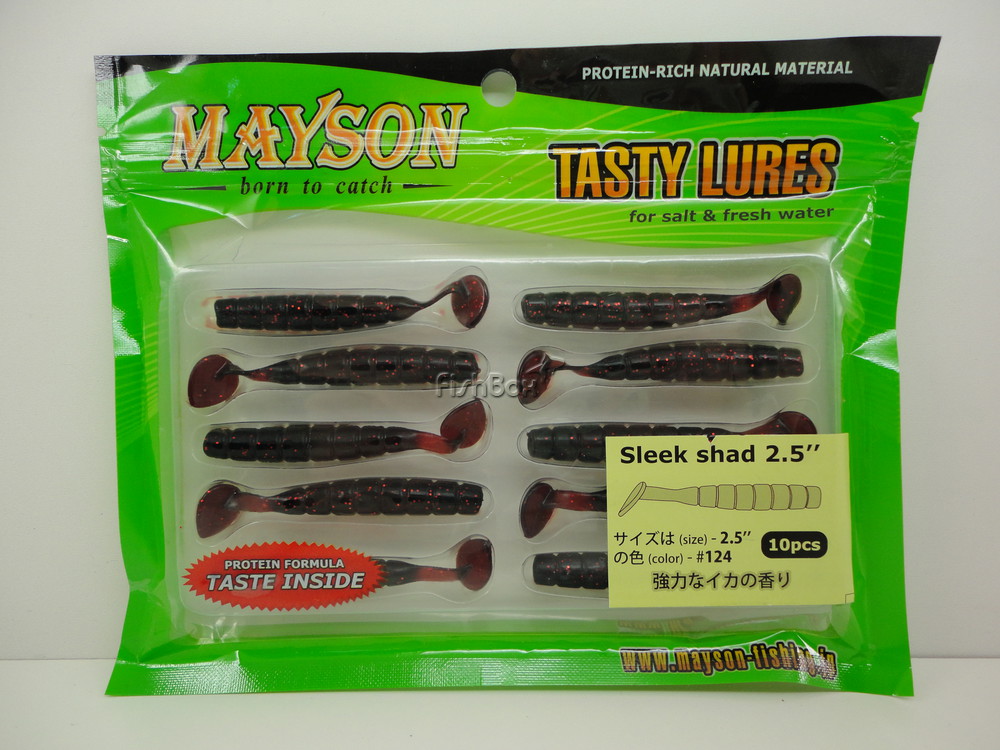 PROTEIN-RICH NATURAL MATERIAL
MAYSON
born to catch
TASTY LURES
for salt & fresh water
FishBox
Sleek shad 2.5’’
サイズは (size) - 2.5’’
の色 (color) - #124
10pcs
強力なイカの香り
PROTEIN FORMULA
TASTE INSIDE
www.mayson-fishing